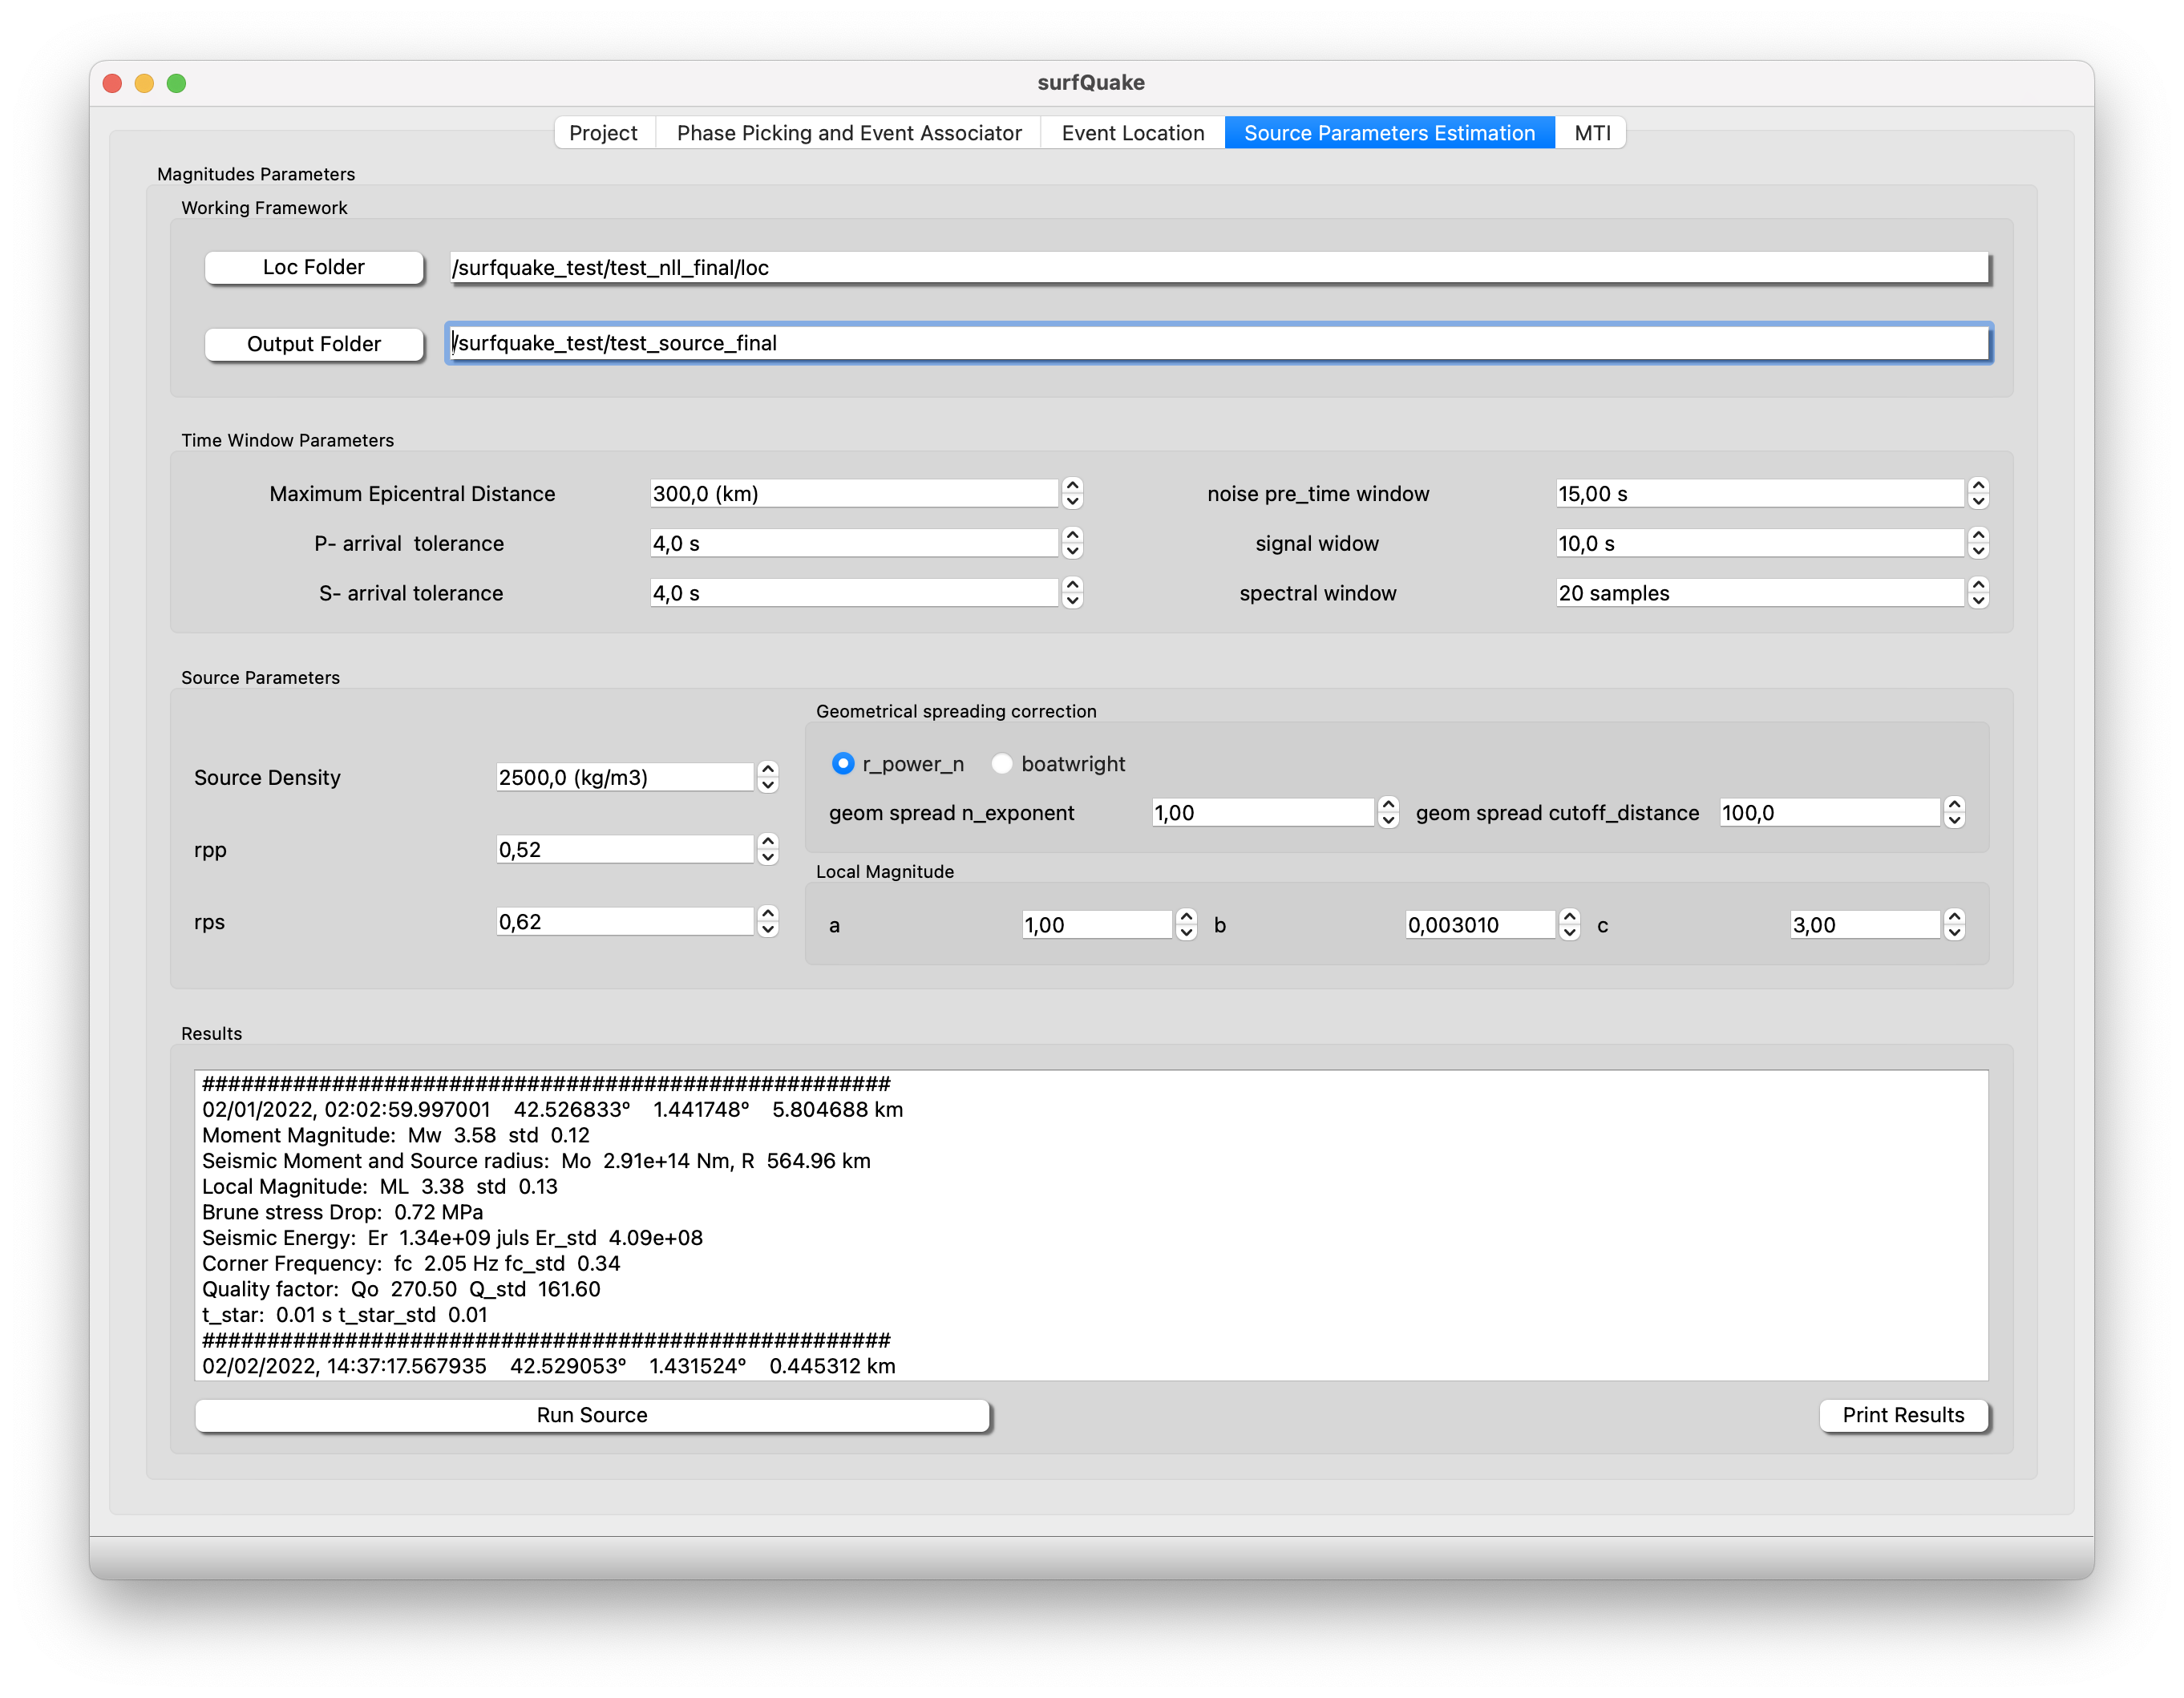 surfQuake
Project Phase Picking and Event Associator Event Location Source Parameters Estimation MTI
Magnitudes Parameters
Working Framework
Loc Folder /surfquake_test/test_nll_final/loc
Output Folder /surfquake_test/test_source_final
Time Window Parameters
Maximum Epicentral Distance 300,0 (km) noise pre_time window 15,00 s
P- arrival  tolerance 4,0 s signal widow 10,0 s
S- arrival tolerance 4,0 s spectral window 20 samples
Source Parameters
Geometrical spreading correction
r_power_n boatwright
Source Density 2500,0 (kg/m3)
geom spread n_exponent 1,00 geom spread cutoff_distance 100,0
rpp 0,52
Local Magnitude
rps 0,62
a 1,00 b 0,003010 c 3,00
Results
#####################################################
02/01/2022, 02:02:59.997001    42.526833°    1.441748°    5.804688 km
Moment Magnitude:  Mw  3.58  std  0.12
Seismic Moment and Source radius:  Mo  2.91e+14 Nm, R  564.96 km
Local Magnitude:  ML  3.38  std  0.13
Brune stress Drop:  0.72 MPa
Seismic Energy:  Er  1.34e+09 juls Er_std  4.09e+08
Corner Frequency:  fc  2.05 Hz fc_std  0.34
Quality factor:  Qo  270.50  Q_std  161.60
t_star:  0.01 s t_star_std  0.01
#####################################################
02/02/2022, 14:37:17.567935    42.529053°    1.431524°    0.445312 km
Run Source Print Results